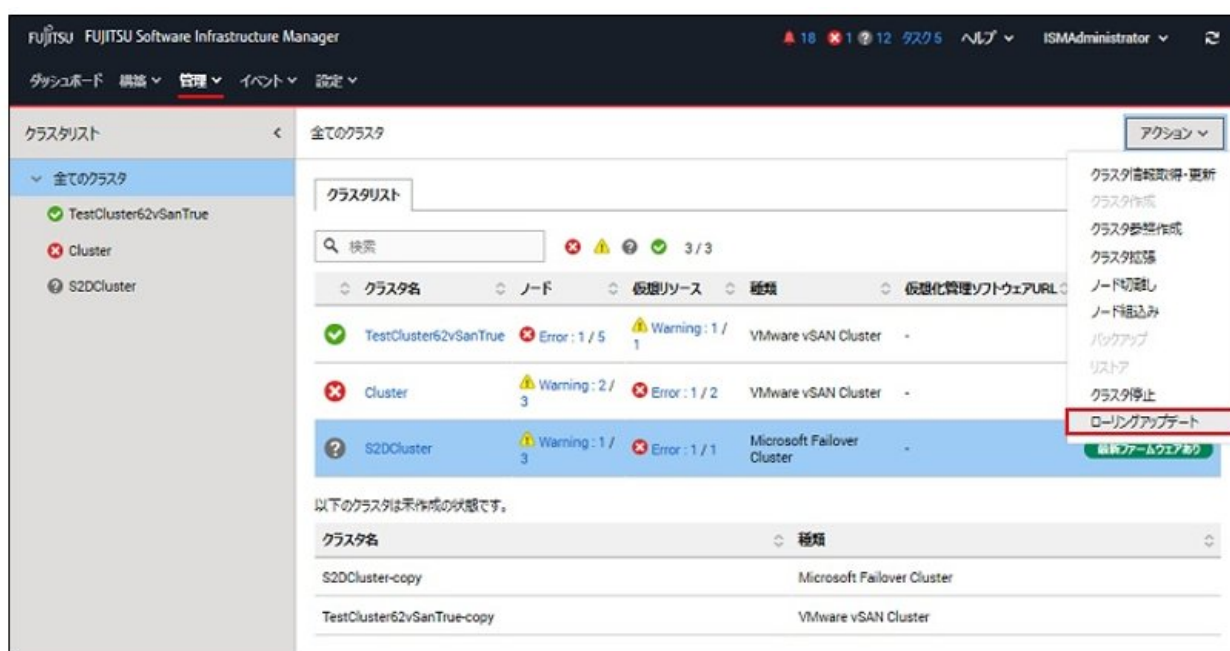 FUJITSU FUJITSU Software Infrastructure Manager
18 1 12 タスク 5 ヘルプ ISMAdministrator
ダッシュボード 構築 管理 イベント 設定
クラスタリスト
全てのクラスタ
TestCluster62vSanTrue
Cluster
S2DCluster
全てのクラスタ
アクション
クラスタリスト
検索
3 / 3
クラスタ名 ノード 仮想リソース 種類 仮想化管理ソフトウェアURL
TestCluster62vSanTrue Error : 1 / 5 Warning : 1 / 1 VMware vSAN Cluster -
Cluster Warning : 2 / 3 Error : 1 / 2 VMware vSAN Cluster -
S2DCluster Warning : 1 / 3 Error : 1 / 1 Microsoft Failover Cluster -
最新ファームウェアあり
クラスタ情報取得・更新
クラスタ作成
クラスタ参照作成
クラスタ拡張
ノード切離し
ノード組込み
バックアップ
リストア
クラスタ停止
ローリングアップデート
以下のクラスタは未作成の状態です。
クラスタ名 種類
S2DCluster-copy Microsoft Failover Cluster
TestCluster62vSanTrue-copy VMware vSAN Cluster